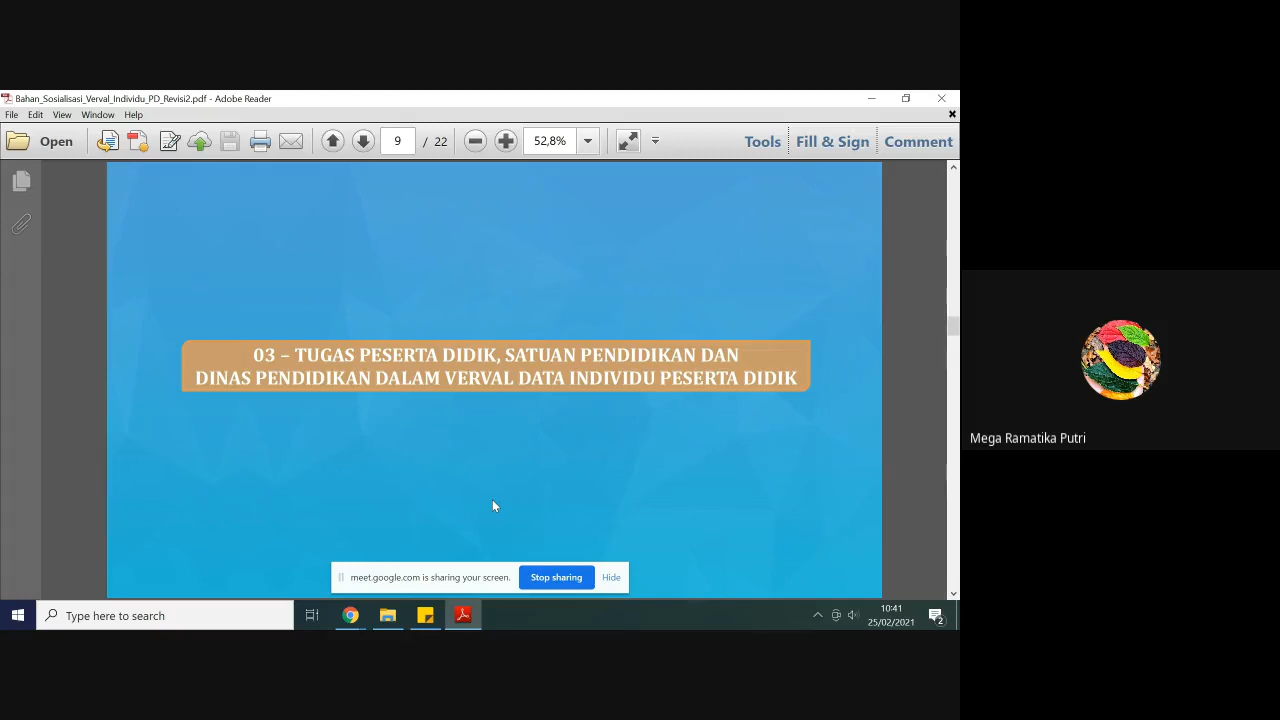 Bahan_Sosialisasi_Verval_Individu_PD_Revisi2.pdf - Adobe Reader
File Edit View Window Help
Open 9 / 22 52,8% Tools Fill & Sign Comment
03 – TUGAS PESERTA DIDIK, SATUAN PENDIDIKAN DAN
DINAS PENDIDIKAN DALAM VERVAL DATA INDIVIDU PESERTA DIDIK
Mega Ramatika Putri
meet.google.com is sharing your screen. Stop sharing Hide
Type here to search
10:41
25/02/2021
2